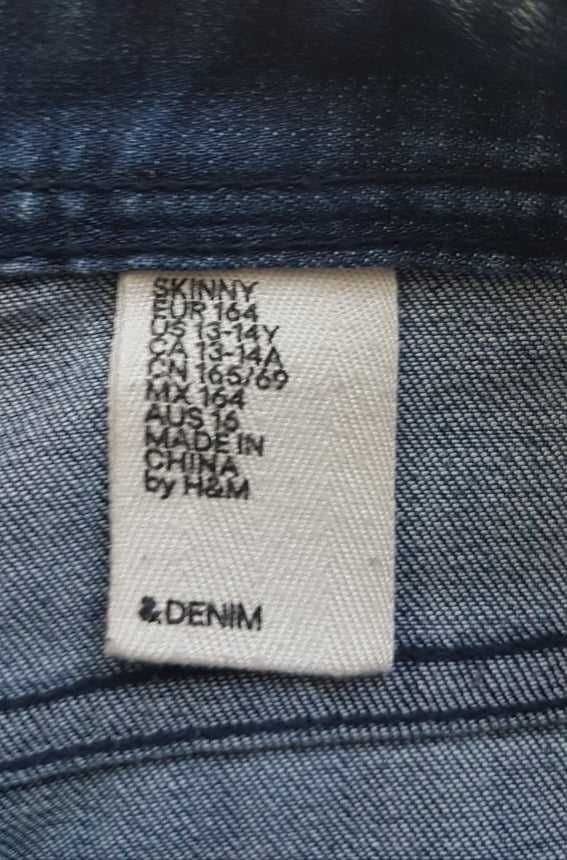 SKINNY
EUR 164
US 13-14Y
CA 13-14A
CN 165/69
MX 164
AUS 16
MADE IN
CHINA
by H&M
&DENIM